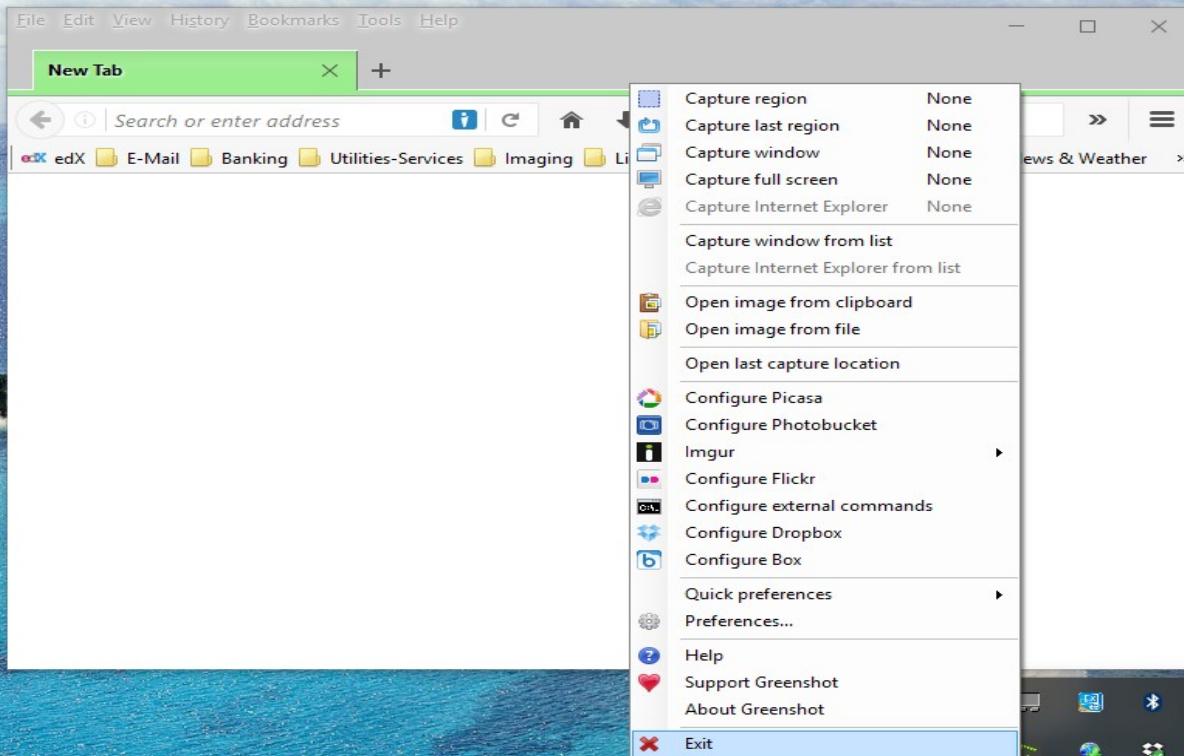 File Edit View History Bookmarks Tools Help
New Tab
Search or enter address
edX edX E-Mail Banking Utilities-Services Imaging Li
ews & Weather
Capture region None
Capture last region None
Capture window None
Capture full screen None
Capture Internet Explorer None
Capture window from list
Capture Internet Explorer from list
Open image from clipboard
Open image from file
Open last capture location
Configure Picasa
Configure Photobucket
Imgur
Configure Flickr
C:\_ Configure external commands
Configure Dropbox
b Configure Box
Quick preferences
Preferences...
? Help
Support Greenshot
About Greenshot
Exit